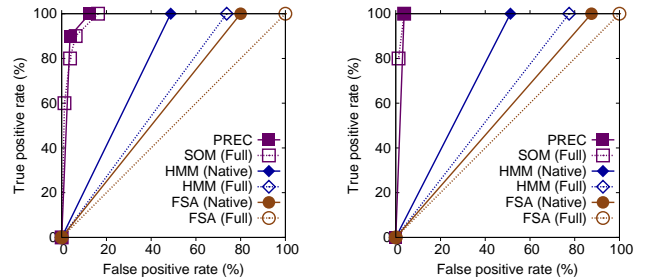 100
80
60
40
20
0
0 20 40 60 80 100
True positive rate (%)
False positive rate (%)
PREC
SOM (Full)
HMM (Native)
HMM (Full)
FSA (Native)
FSA (Full)
100
80
60
40
20
0
0 20 40 60 80 100
True positive rate (%)
False positive rate (%)
PREC
SOM (Full)
HMM (Native)
HMM (Full)
FSA (Native)
FSA (Full)